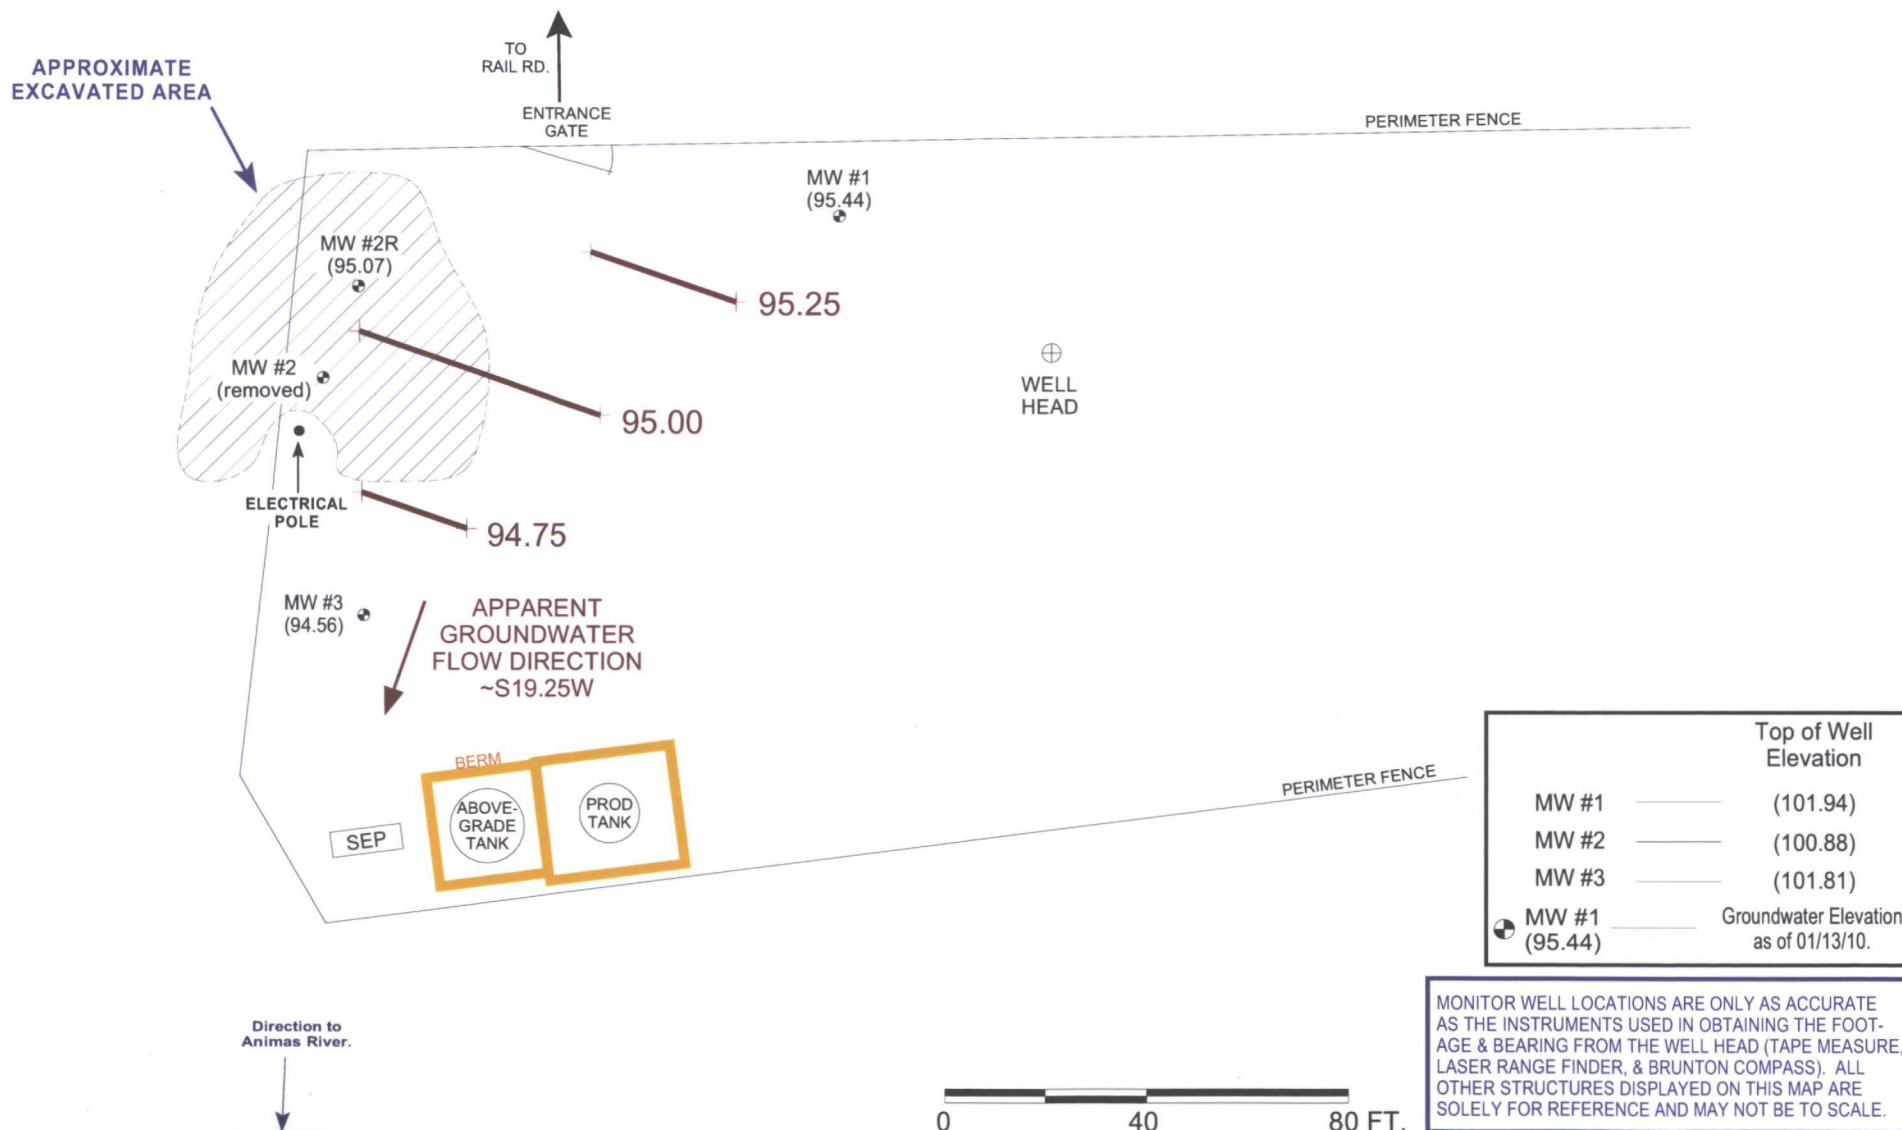 TO
RAIL RD.
APPROXIMATE
EXCAVATED AREA
ENTRANCE
GATE
PERIMETER FENCE
MW #1
(95.44)
MW #2R
(95.07)
95.25
MW #2
(removed)
WELL
HEAD
95.00
ELECTRICAL
POLE
94.75
MW #3
(94.56)
APPARENT
GROUNDWATER
FLOW DIRECTION
~S19.25W
BERM
ABOVE-
GRADE
TANK
PROD
TANK
SEP
PERIMETER FENCE
Top of Well
Elevation
MW #1 (101.94)
MW #2 (100.88)
MW #3 (101.81)
MW #1 Groundwater Elevation
(95.44) as of 01/13/10.
MONITOR WELL LOCATIONS ARE ONLY AS ACCURATE
AS THE INSTRUMENTS USED IN OBTAINING THE FOOT-
AGE & BEARING FROM THE WELL HEAD (TAPE MEASURE,
LASER RANGE FINDER, & BRUNTON COMPASS). ALL
OTHER STRUCTURES DISPLAYED ON THIS MAP ARE
SOLELY FOR REFERENCE AND MAY NOT BE TO SCALE.
Direction to
Animas River.
0 40 80 FT.